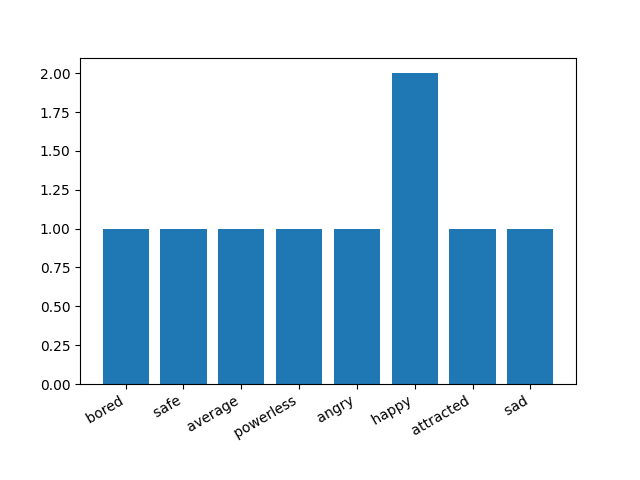 2.00
1.75
1.50
1.25
1.00
0.75
0.50
0.25
0.00
bored
safe
average
powerless
angry
happy
attracted
sad